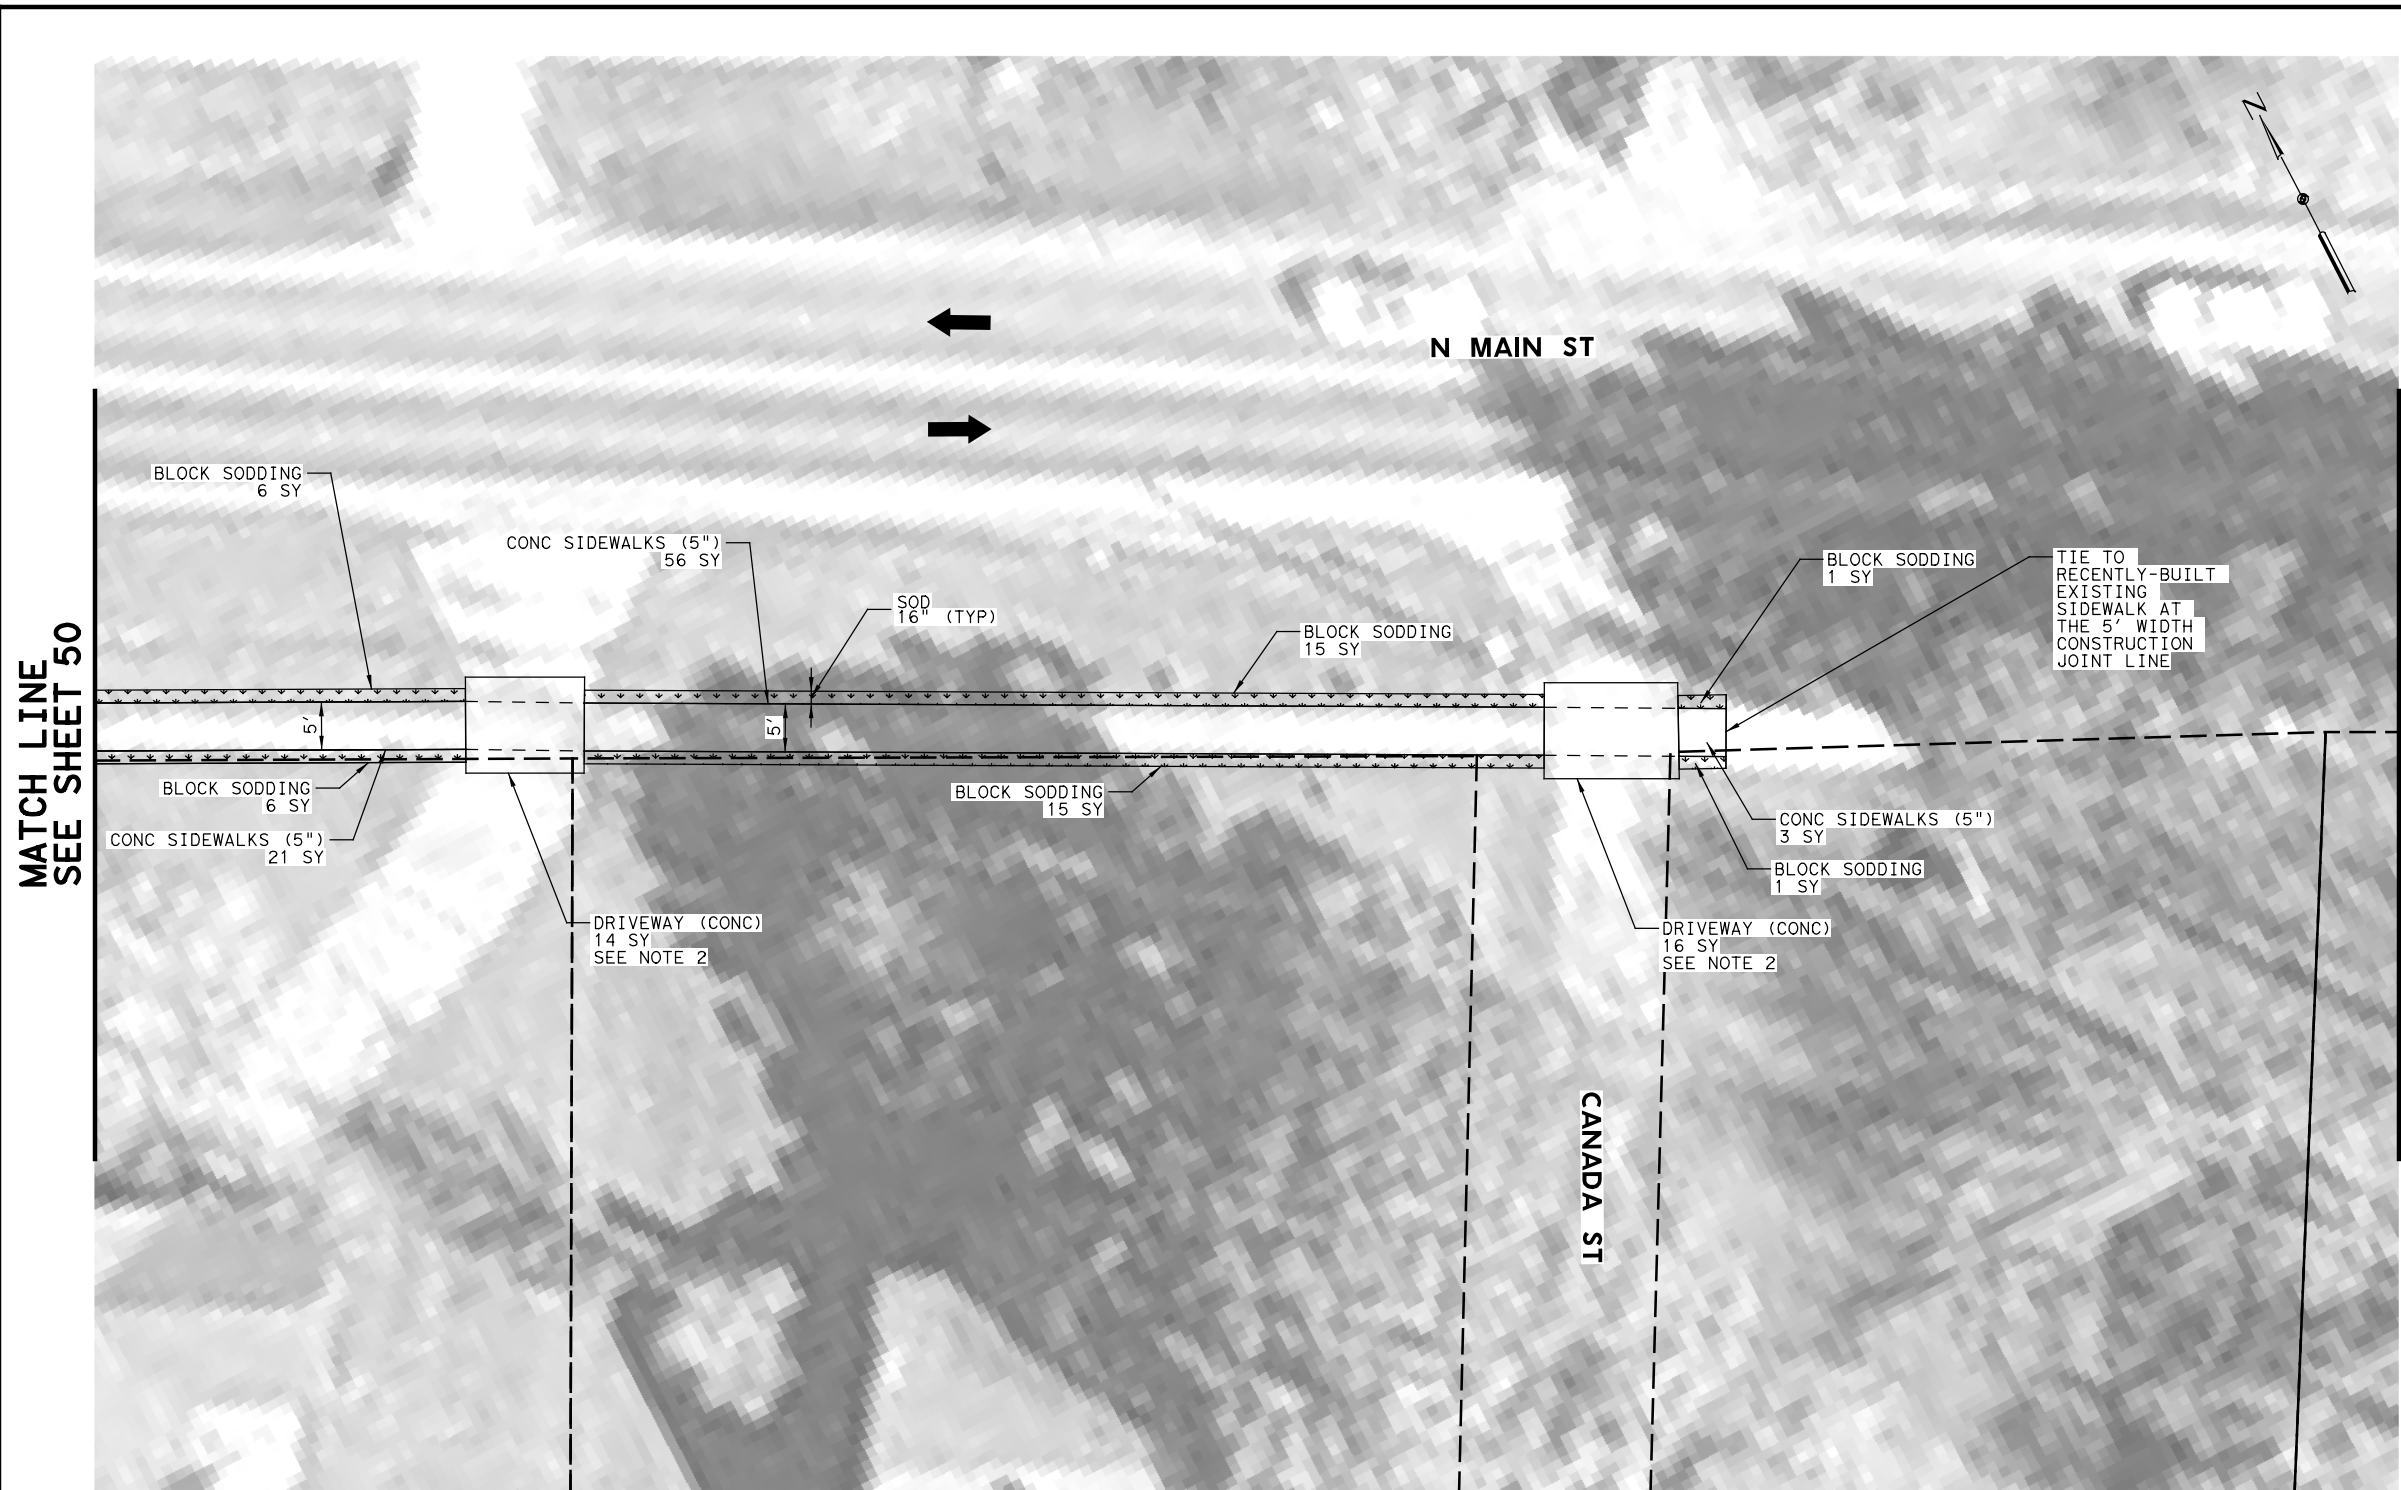 N
N MAIN ST
BLOCK SODDING
6 SY
CONC SIDEWALKS (5")
56 SY
SOD
16" (TYP)
BLOCK SODDING
15 SY
BLOCK SODDING
1 SY
TIE TO
RECENTLY-BUILT
EXISTING
SIDEWALK AT
THE 5' WIDTH
CONSTRUCTION
JOINT LINE
MATCH LINE
SEE SHEET 50
5'
5'
BLOCK SODDING
6 SY
CONC SIDEWALKS (5")
21 SY
BLOCK SODDING
15 SY
CONC SIDEWALKS (5")
3 SY
BLOCK SODDING
1 SY
DRIVEWAY (CONC)
14 SY
SEE NOTE 2
DRIVEWAY (CONC)
16 SY
SEE NOTE 2
CANADA ST